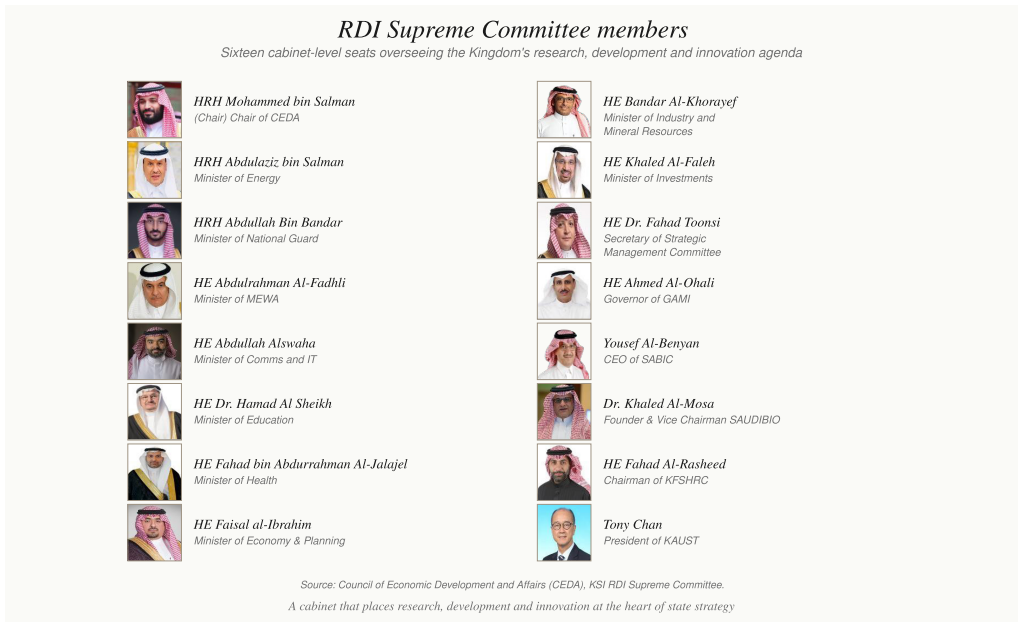 RDI Supreme Committee members
Sixteen cabinet-level seats overseeing the Kingdom's research, development and innovation agenda
HRH Mohammed bin Salman
(Chair) Chair of CEDA
HRH Abdulaziz bin Salman
Minister of Energy
HRH Abdullah Bin Bandar
Minister of National Guard
HE Abdulrahman Al-Fadhli
Minister of MEWA
HE Abdullah Alswaha
Minister of Comms and IT
HE Dr. Hamad Al Sheikh
Minister of Education
HE Fahad bin Abdurrahman Al-Jalajel
Minister of Health
HE Faisal al-Ibrahim
Minister of Economy & Planning
HE Bandar Al-Khorayef
Minister of Industry and
Mineral Resources
HE Khaled Al-Faleh
Minister of Investments
HE Dr. Fahad Toonsi
Secretary of Strategic
Management Committee
HE Ahmed Al-Ohali
Governor of GAMI
Yousef Al-Benyan
CEO of SABIC
Dr. Khaled Al-Mosa
Founder & Vice Chairman SAUDIBIO
HE Fahad Al-Rasheed
Chairman of KFSHRC
Tony Chan
President of KAUST
Source: Council of Economic Development and Affairs (CEDA), KSI RDI Supreme Committee.
A cabinet that places research, development and innovation at the heart of state strategy